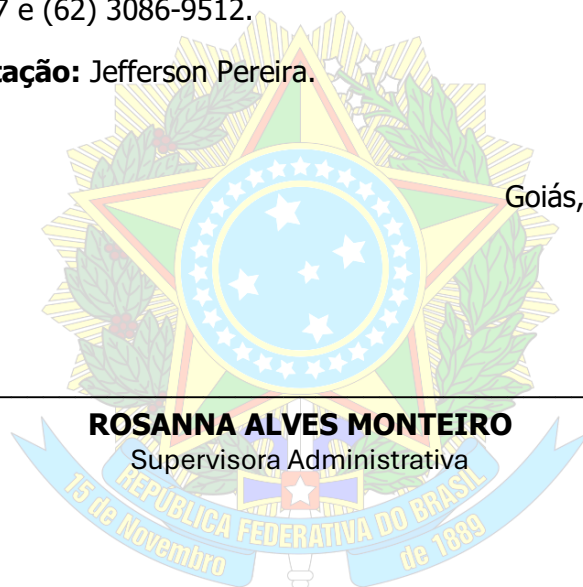 7 e (62) 3086-9512.
tação: Jefferson Pereira.
Goiás,
ROSANNA ALVES MONTEIRO
Supervisora Administrativa
REPÚBLICA FEDERATIVA DO BRASIL
15 de Novembro
de 1889